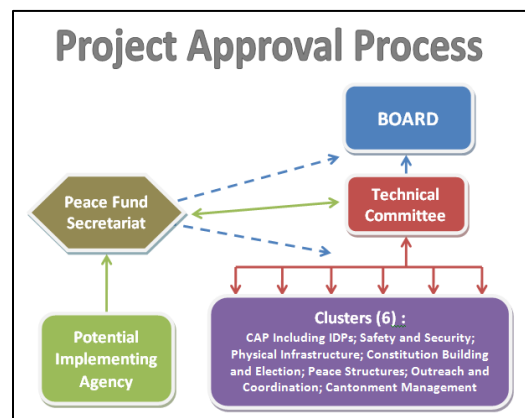 Project Approval Process
BOARD
Peace Fund
Secretariat
Technical
Committee
Potential
Implementing
Agency
Clusters (6) :
CAP Including IDPs; Safety and Security;
Physical Infrastructure; Constitution Building
and Election; Peace Structures; Outreach and
Coordination; Cantonment Management